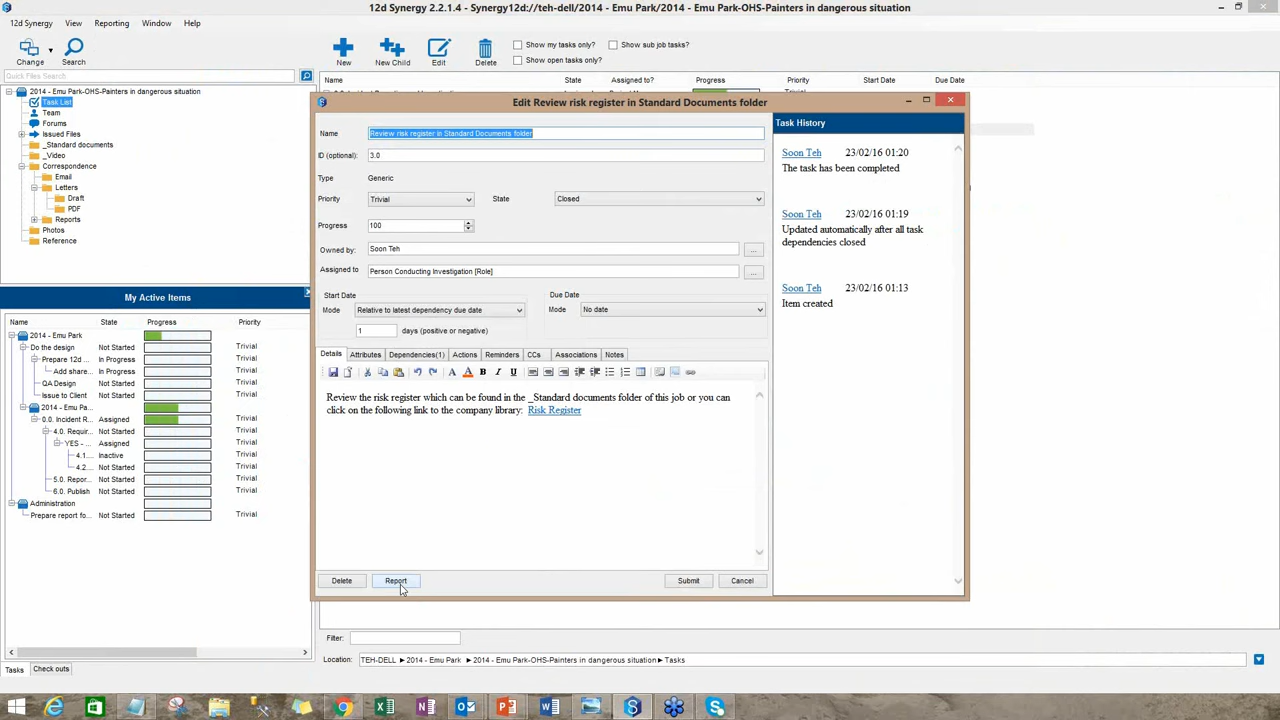 12d Synergy 2.2.1.4 - Synergy12d://teh-dell/2014 - Emu Park/2014 - Emu Park-OHS-Painters in dangerous situation
12d Synergy View Reporting Window Help
Change Search
New New Child Edit Delete
Show my tasks only? Show sub job tasks?
Show open tasks only?
Quick Files Search
2014 - Emu Park-OHS-Painters in dangerous situation
Task List
Team
Forums
Issued Files
_Standard documents
_Video
Correspondence
Email
Letters
Draft
PDF
Reports
Photos
Reference
Name State Assigned to? Progress Priority Start Date Due Date
My Active Items
Name State Progress Priority
2014 - Emu Park
Do the design Not Started Trivial
Prepare 12d ... In Progress Trivial
Add share... In Progress Trivial
QA Design Not Started Trivial
Issue to Client Not Started Trivial
2014 - Emu Pa...
0.0. Incident R... Assigned Trivial
4.0. Requir... Not Started Trivial
YES - ... Assigned Trivial
4.1.... Inactive Trivial
4.2.... Not Started Trivial
5.0. Repor... Not Started Trivial
6.0. Publish Not Started Trivial
Administration
Prepare report fo... Not Started Trivial
Tasks Check outs
Edit Review risk register in Standard Documents folder
Name Review risk register in Standard Documents folder
ID (optional): 3.0
Type Generic
Priority Trivial State Closed
Progress 100
Owned by: Soon Teh ...
Assigned to Person Conducting Investigation [Role] ...
Start Date Due Date
Mode Relative to latest dependency due date Mode No date
1 days (positive or negative)
Details Attributes Dependencies(1) Actions Reminders CCs Associations Notes
Review the risk register which can be found in the _Standard documents folder of this job or you can
click on the following link to the company library: Risk Register
Delete Report Submit Cancel
Task History
Soon Teh 23/02/16 01:20
The task has been completed
Soon Teh 23/02/16 01:19
Updated automatically after all task
dependencies closed
Soon Teh 23/02/16 01:13
Item created
Filter:
Location: TEH-DELL ►2014 - Emu Park ►2014 - Emu Park-OHS-Painters in dangerous situation►Tasks